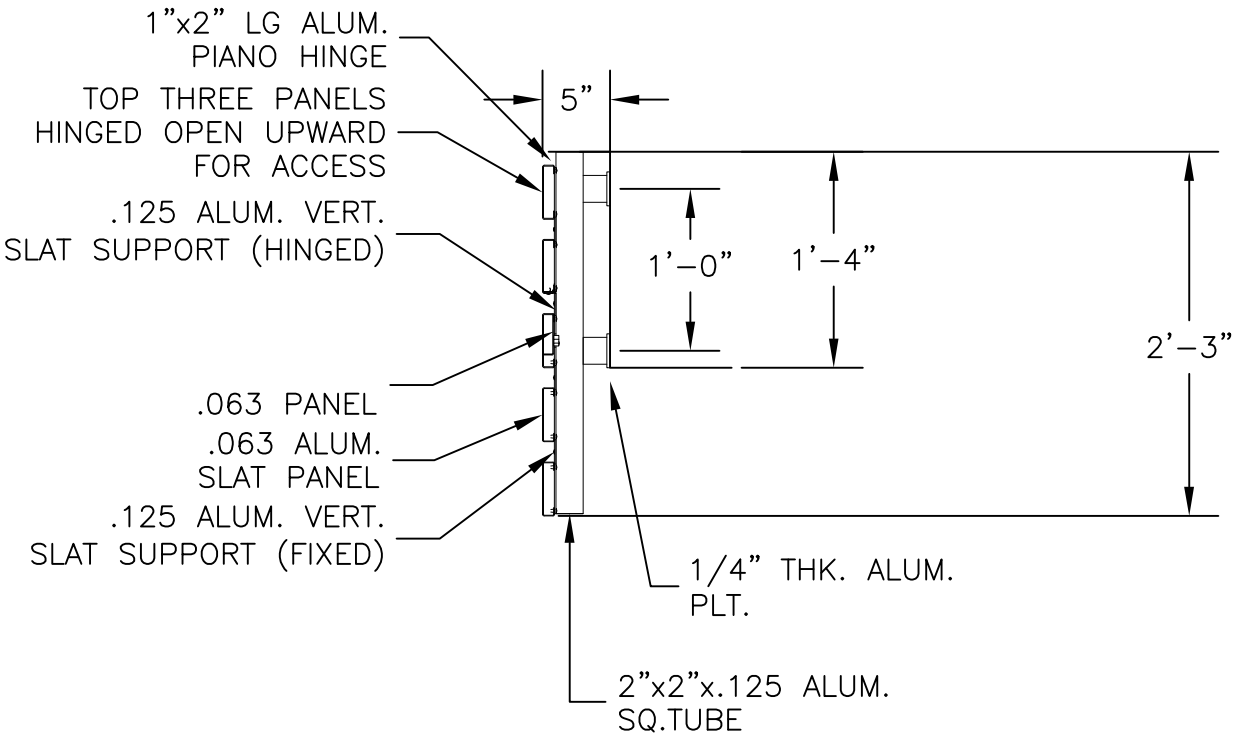 1”x2” LG ALUM.
PIANO HINGE
TOP THREE PANELS
HINGED OPEN UPWARD
FOR ACCESS
.125 ALUM. VERT.
SLAT SUPPORT (HINGED)
.063 PANEL
.063 ALUM.
SLAT PANEL
.125 ALUM. VERT.
SLAT SUPPORT (FIXED)
5”
1’-0”
1’-4”
2’-3”
1/4” THK. ALUM.
PLT.
2”x2”x.125 ALUM.
SQ.TUBE